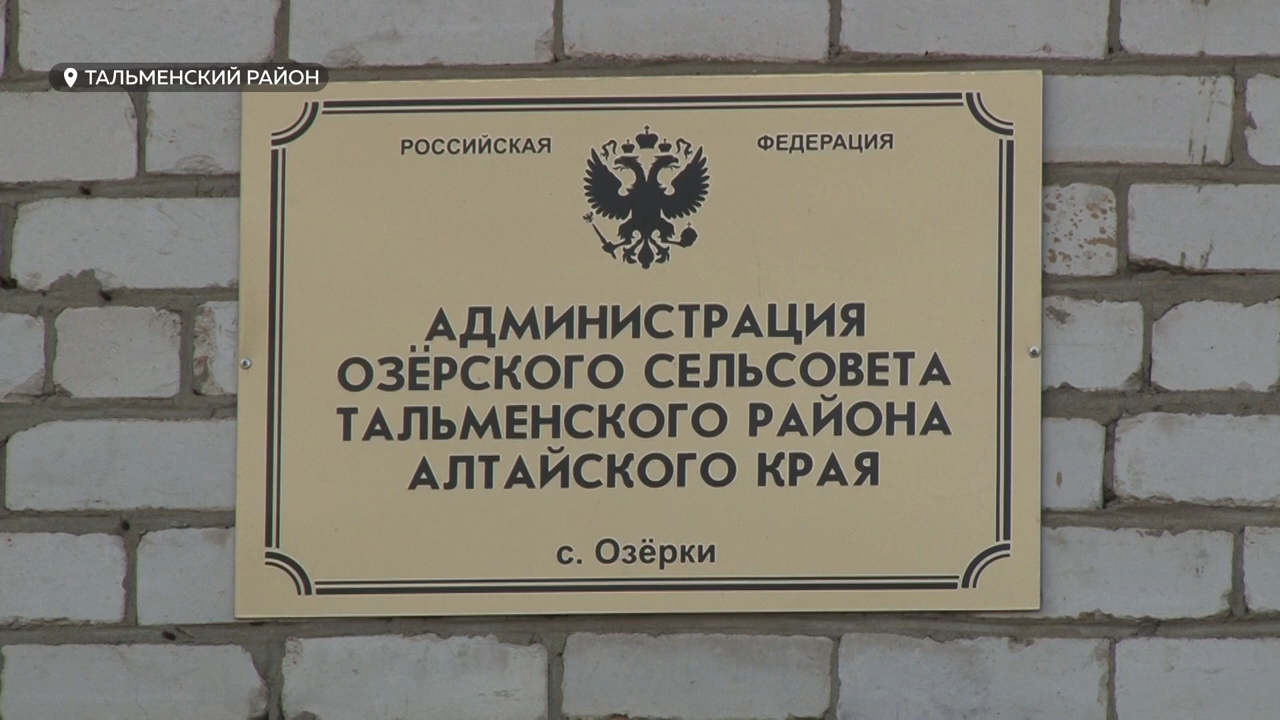 ТАЛЬМЕНСКИЙ РАЙОН
РОССИЙСКАЯ ФЕДЕРАЦИЯ
АДМИНИСТРАЦИЯ
ОЗЁРСКОГО СЕЛЬСОВЕТА
ТАЛЬМЕНСКОГО РАЙОНА
АЛТАЙСКОГО КРАЯ
с. Озёрки